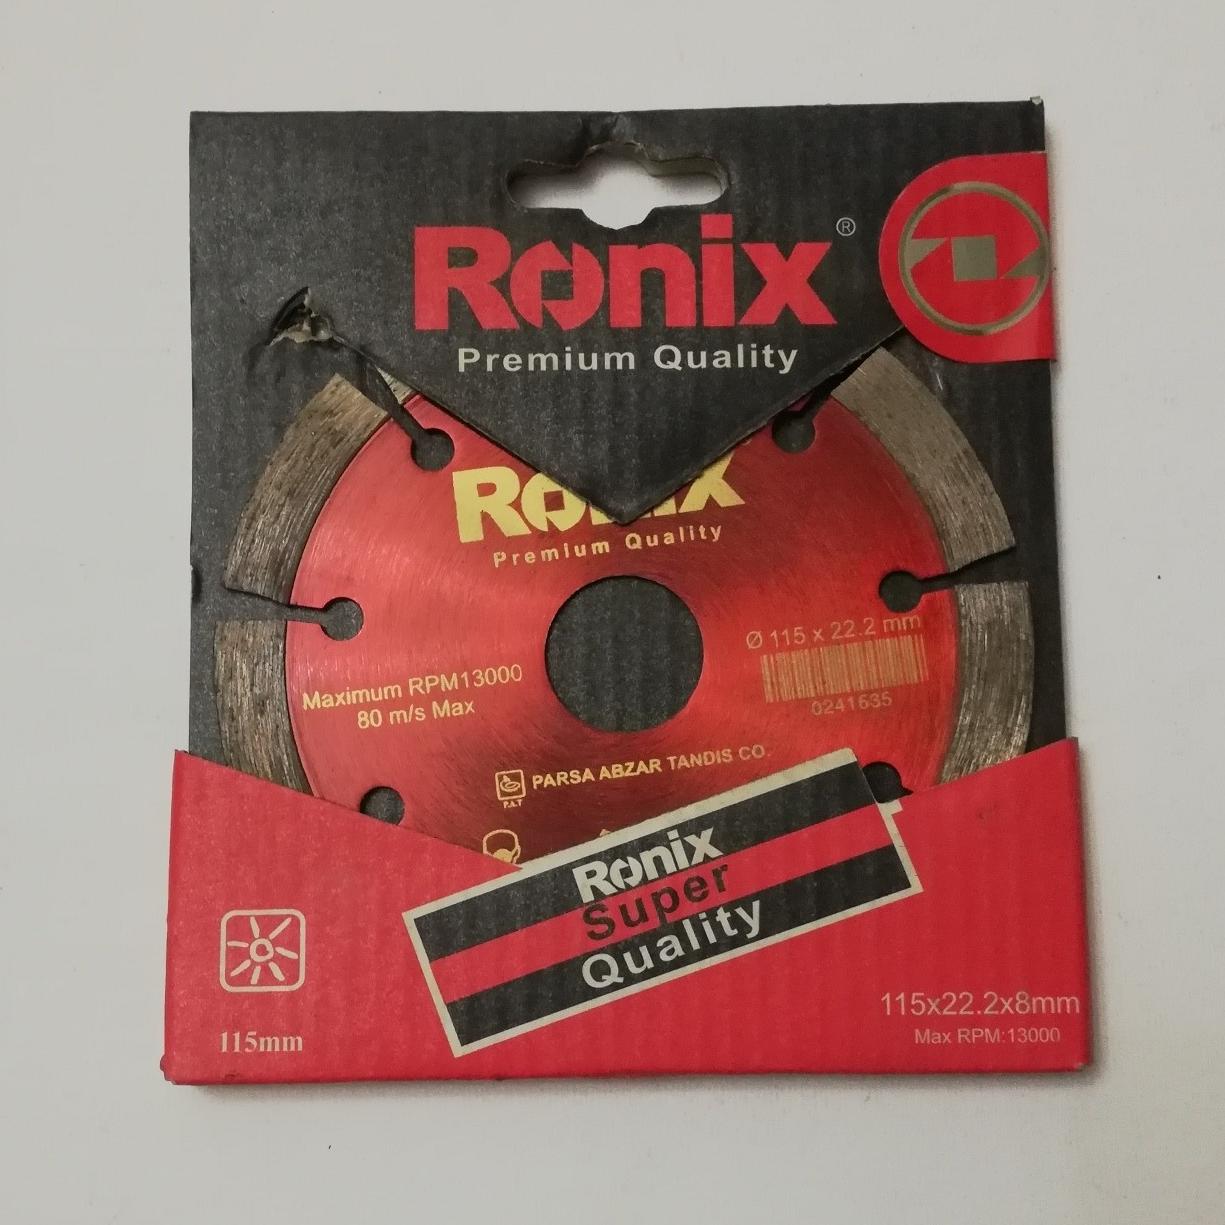 Ronix®
Premium Quality
Ronix
Premium Quality
Ø 115 x 22.2 mm
0241635
Maximum RPM13000
80 m/s Max
PARSA ABZAR TANDIS CO.
P.A.T
Ronix
Super
Quality
115mm
115x22.2x8mm
Max RPM:13000